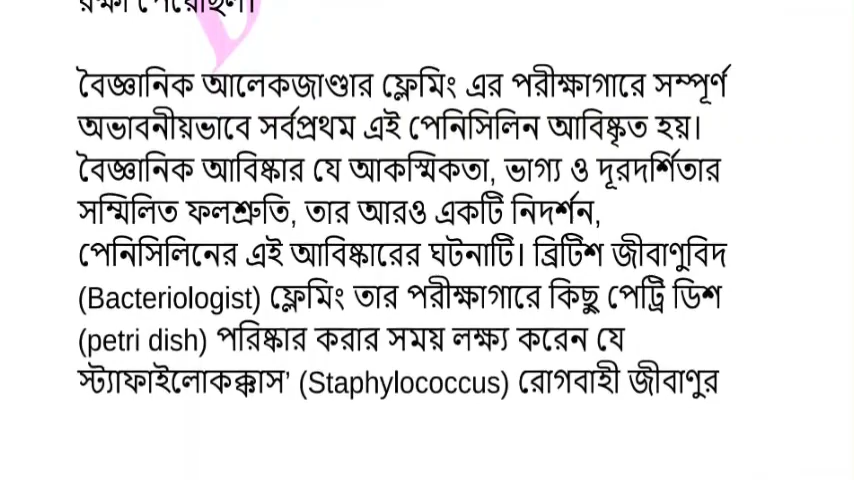 রক্ষা পেয়েছিল।
বৈজ্ঞানিক আলেকজাণ্ডার ফ্লেমিং এর পরীক্ষাগারে সম্পূর্ণ
অভাবনীয়ভাবে সর্বপ্রথম এই পেনিসিলিন আবিষ্কৃত হয়।
বৈজ্ঞানিক আবিষ্কার যে আকস্মিকতা, ভাগ্য ও দূরদর্শিতার
সম্মিলিত ফলশ্রুতি, তার আরও একটি নিদর্শন,
পেনিসিলিনের এই আবিষ্কারের ঘটনাটি। ব্রিটিশ জীবাণুবিদ
(Bacteriologist) ফ্লেমিং তার পরীক্ষাগারে কিছু পেট্রি ডিশ
(petri dish) পরিষ্কার করার সময় লক্ষ্য করেন যে
স্ট্যাফাইলোকক্কাস’ (Staphylococcus) রোগবাহী জীবাণুর